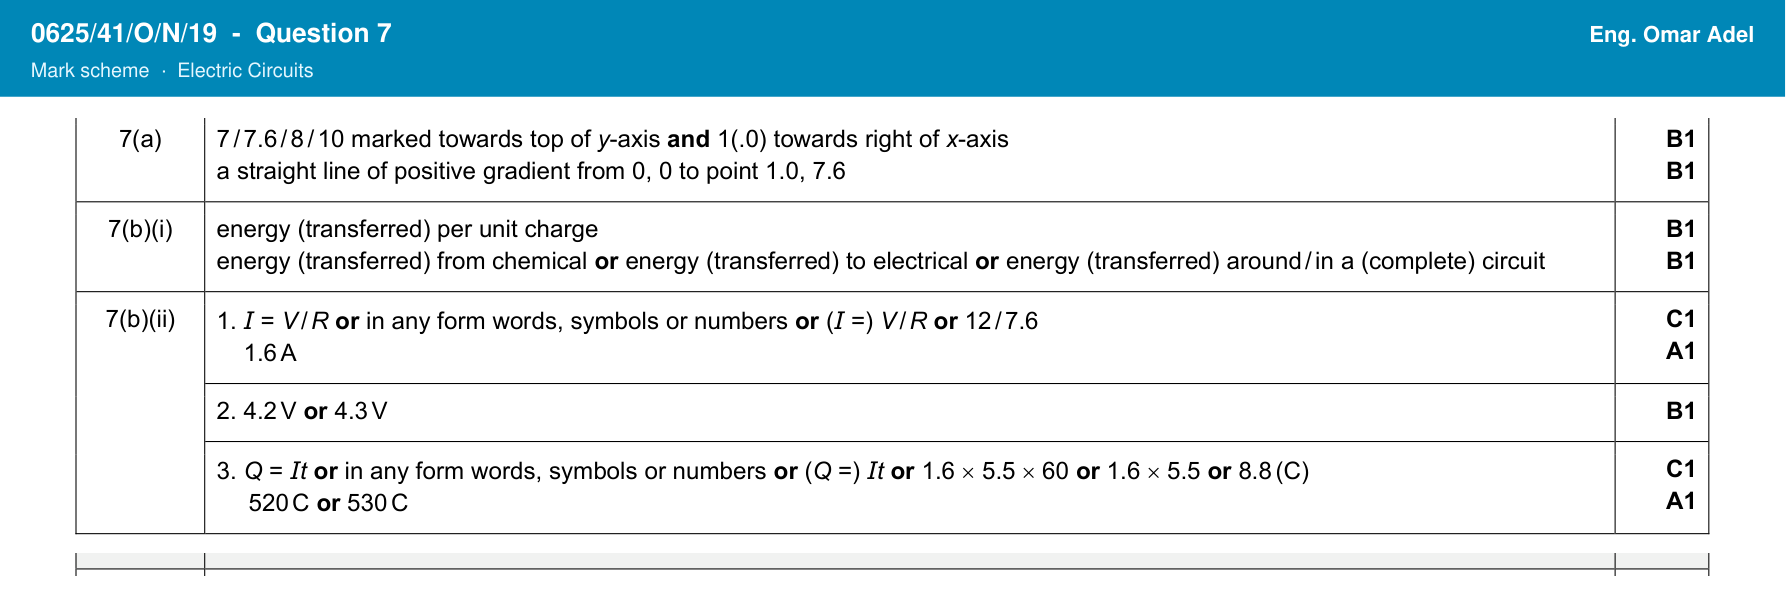 0625/41/O/N/19 - Question 7
Eng. Omar Adel
Mark scheme · Electric Circuits
7(a)
7/7.6/8/10 marked towards top of y-axis and 1(.0) towards right of x-axis
B1
a straight line of positive gradient from 0, 0 to point 1.0, 7.6
B1
7(b)(i)
energy (transferred) per unit charge
B1
energy (transferred) from chemical or energy (transferred) to electrical or energy (transferred) around/in a (complete) circuit
B1
7(b)(ii)
1. I = V/R or in any form words, symbols or numbers or (I =) V/R or 12/7.6
C1
1.6 A
A1
2. 4.2 V or 4.3 V
B1
3. Q = It or in any form words, symbols or numbers or (Q =) It or 1.6 × 5.5 × 60 or 1.6 × 5.5 or 8.8 (C)
C1
520 C or 530 C
A1